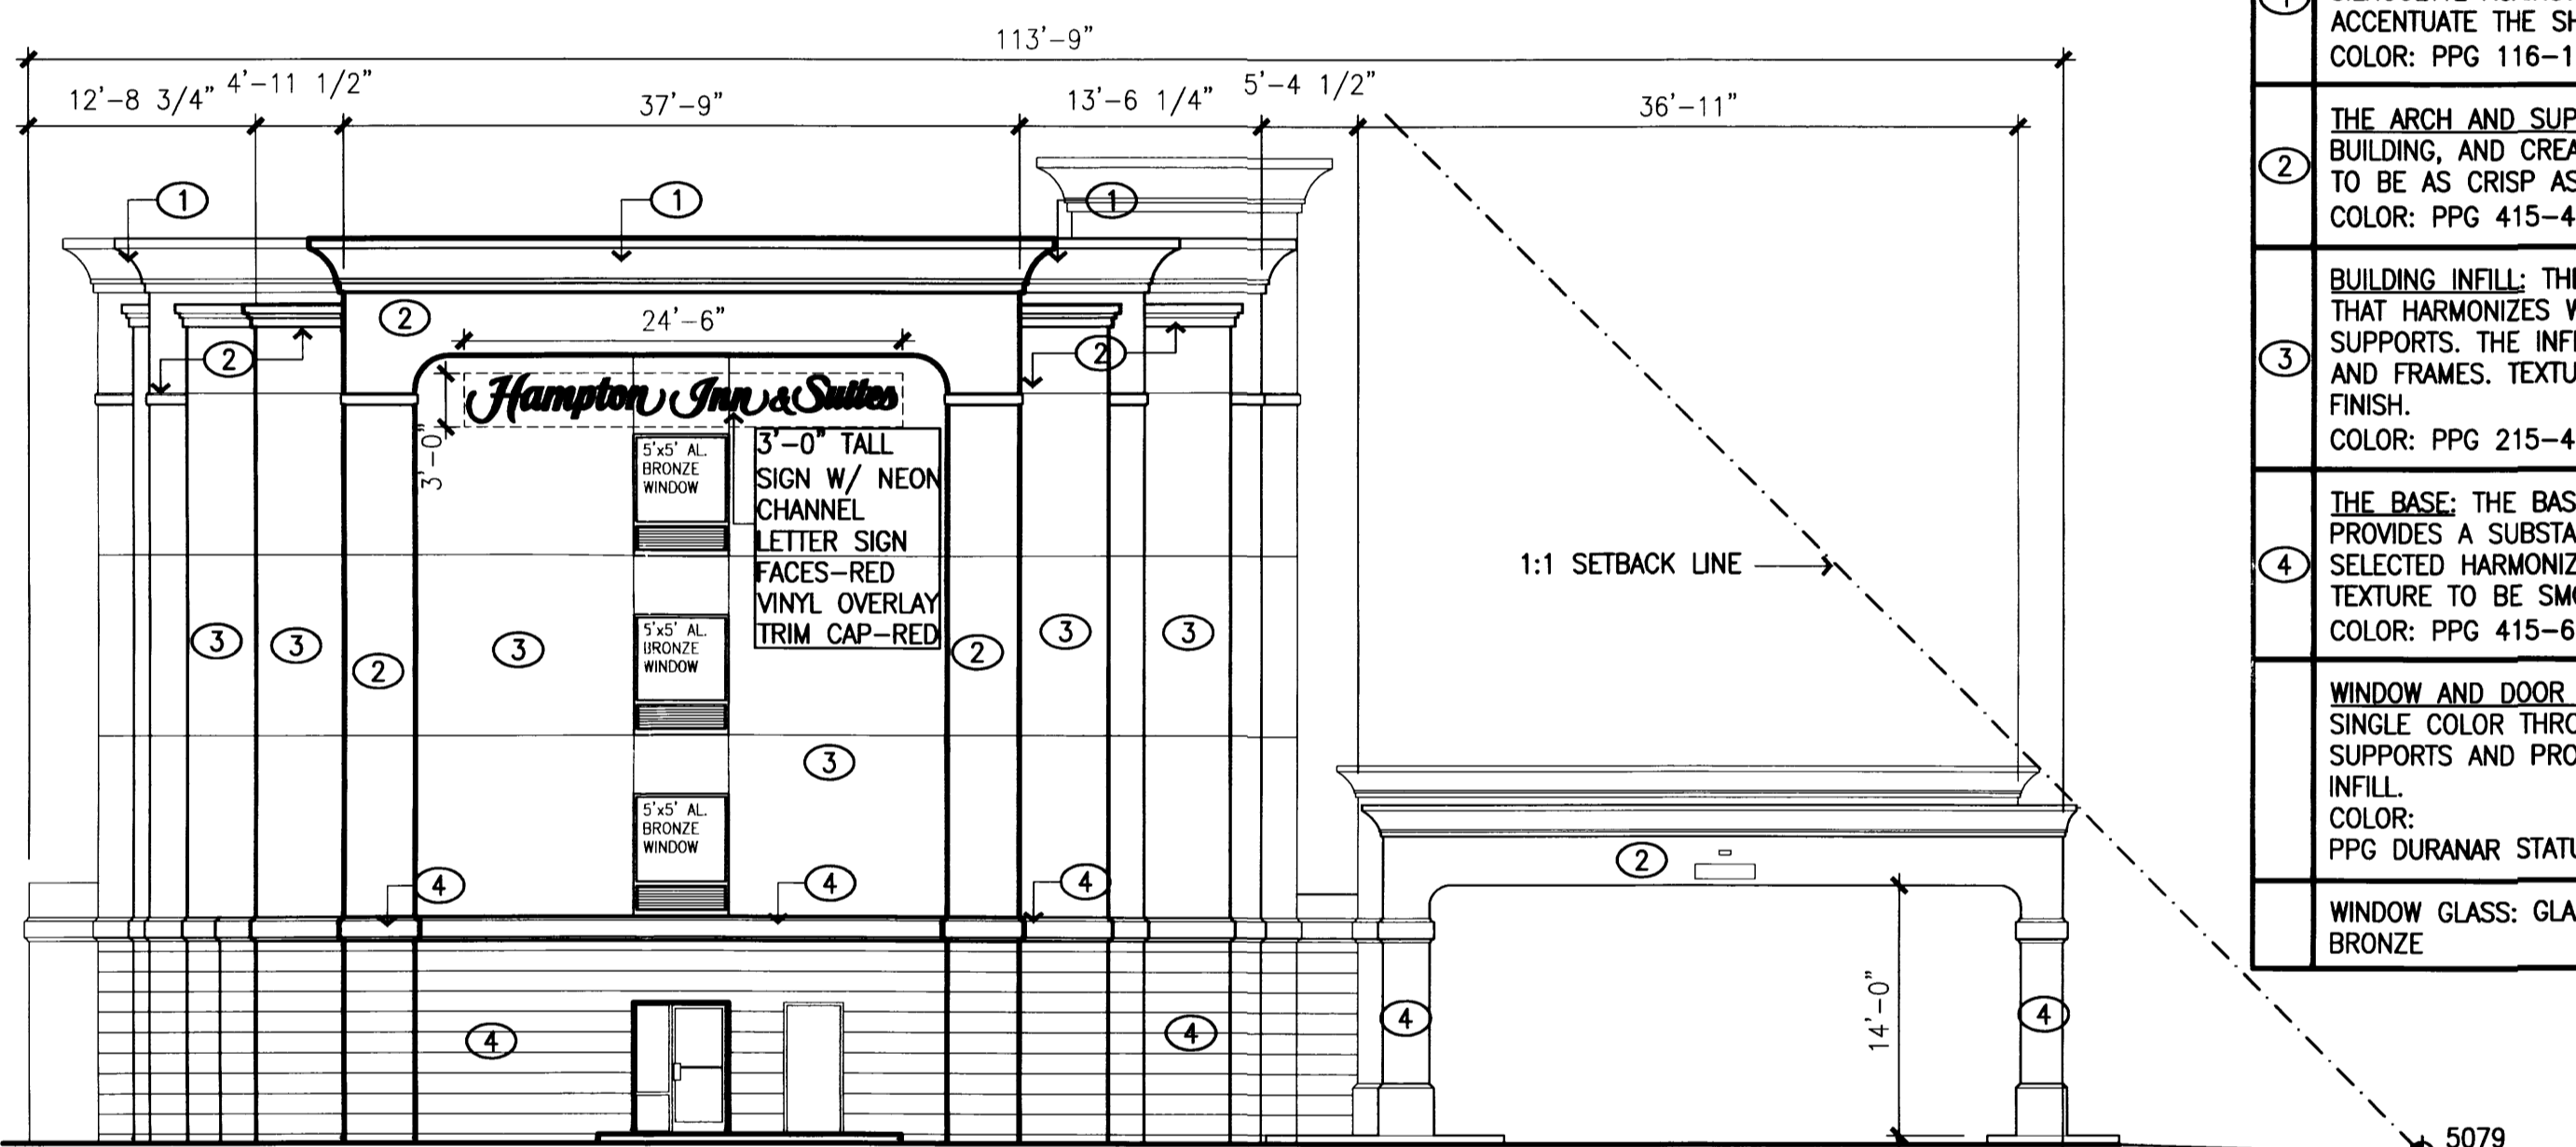 113'-9"
12'-8 3/4"
4'-11 1/2"
37'-9"
13'-6 1/4"
5'-4 1/2"
36'-11"
1
1
1
2
24'-6"
2
2
Hampton Inn & Suites
3'-0"
5'x5' AL.
BRONZE
WINDOW
3'-0" TALL
SIGN W/ NEON
CHANNEL
LETTER SIGN
FACES-RED
VINYL OVERLAY
TRIM CAP-RED
1:1 SETBACK LINE
5'x5' AL.
BRONZE
WINDOW
3
3
2
3
2
3
3
3
5'x5' AL.
BRONZE
WINDOW
2
4
4
4
4
4
4
4
14'-0"
5079
1
ACCENTUATE THE SH
COLOR: PPG 116-1
2
THE ARCH AND SUP
BUILDING, AND CREA
TO BE AS CRISP AS
COLOR: PPG 415-4
3
BUILDING INFILL: THE
THAT HARMONIZES W
SUPPORTS. THE INFI
AND FRAMES. TEXTU
FINISH.
COLOR: PPG 215-4
4
THE BASE: THE BAS
PROVIDES A SUBSTA
SELECTED HARMONIZ
TEXTURE TO BE SMO
COLOR: PPG 415-6
WINDOW AND DOOR
SINGLE COLOR THRO
SUPPORTS AND PRO
INFILL.
COLOR:
PPG DURANAR STATU
WINDOW GLASS: GLA
BRONZE